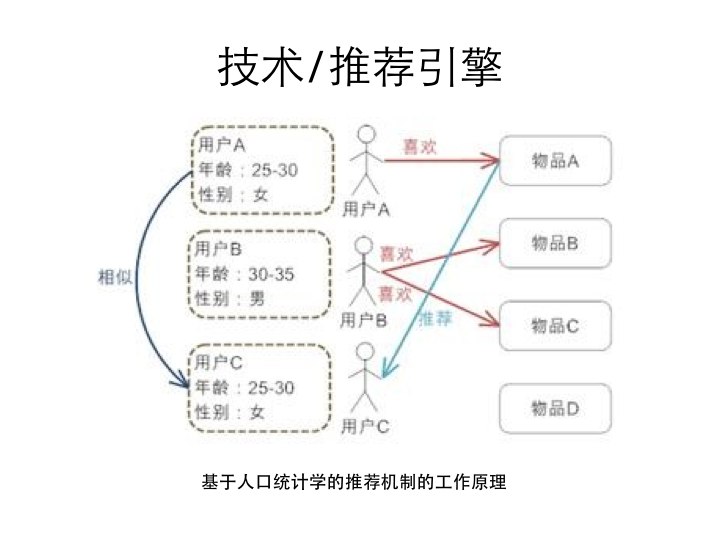 技术/推荐引擎
用户A
年龄：25-30
性别：女
用户A
喜欢
物品A
用户B
年龄：30-35
性别：男
用户B
喜欢
喜欢
物品B
相似
推荐
物品C
用户C
年龄：25-30
性别：女
用户C
物品D
基于人口统计学的推荐机制的工作原理